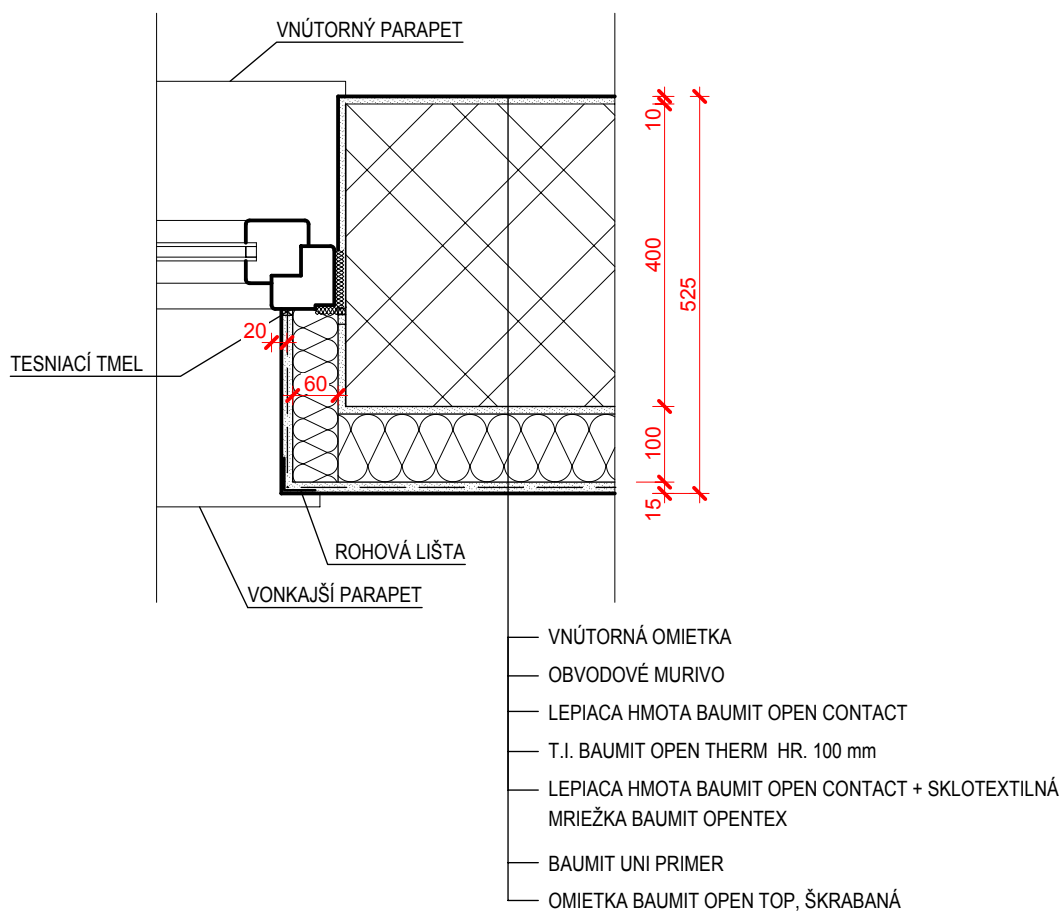 VNÚTORNÝ PARAPET
10
400
525
20
TESNIACÍ TMEL
60
100
15
ROHOVÁ LIŠTA
VONKAJŠÍ PARAPET
VNÚTORNÁ OMIETKA
OBVODOVÉ MURIVO
LEPIACA HMOTA BAUMIT OPEN CONTACT
T.I. BAUMIT OPEN THERM HR. 100 mm
LEPIACA HMOTA BAUMIT OPEN CONTACT + SKLOTEXTILNÁ
MRIEŽKA BAUMIT OPENTEX
BAUMIT UNI PRIMER
OMIETKA BAUMIT OPEN TOP, ŠKRABANÁ